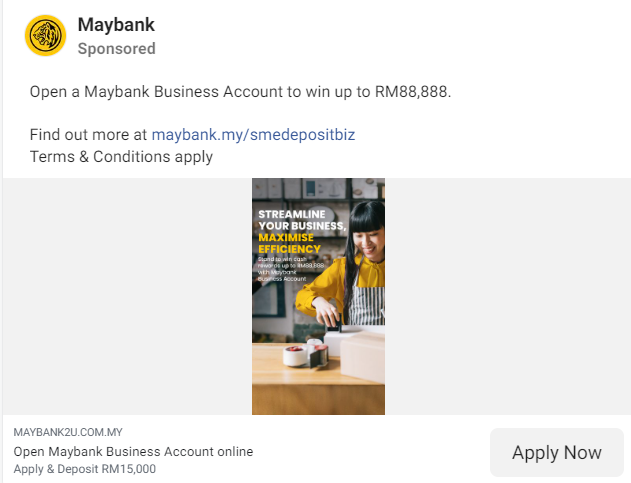 Maybank
Sponsored
Open a Maybank Business Account to win up to RM88,888.
Find out more at maybank.my/smedepositbiz
Terms & Conditions apply
STREAMLINE
YOUR BUSINESS,
MAXIMISE
EFFICIENCY
Stand to win cash
rewards up to RM88,888
with Maybank
Business Account
MAYBANK2U.COM.MY
Open Maybank Business Account online
Apply & Deposit RM15,000
Apply Now